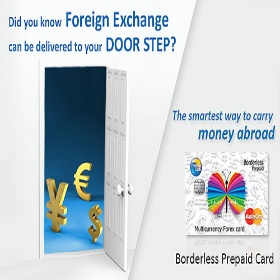 Did you know Foreign Exchange
can be delivered to your DOOR STEP?
¥ € $
The smartest way to carry
money abroad
Borderless
Prepaid
Multicurrency Forex card
MasterCard
Borderless Prepaid Card